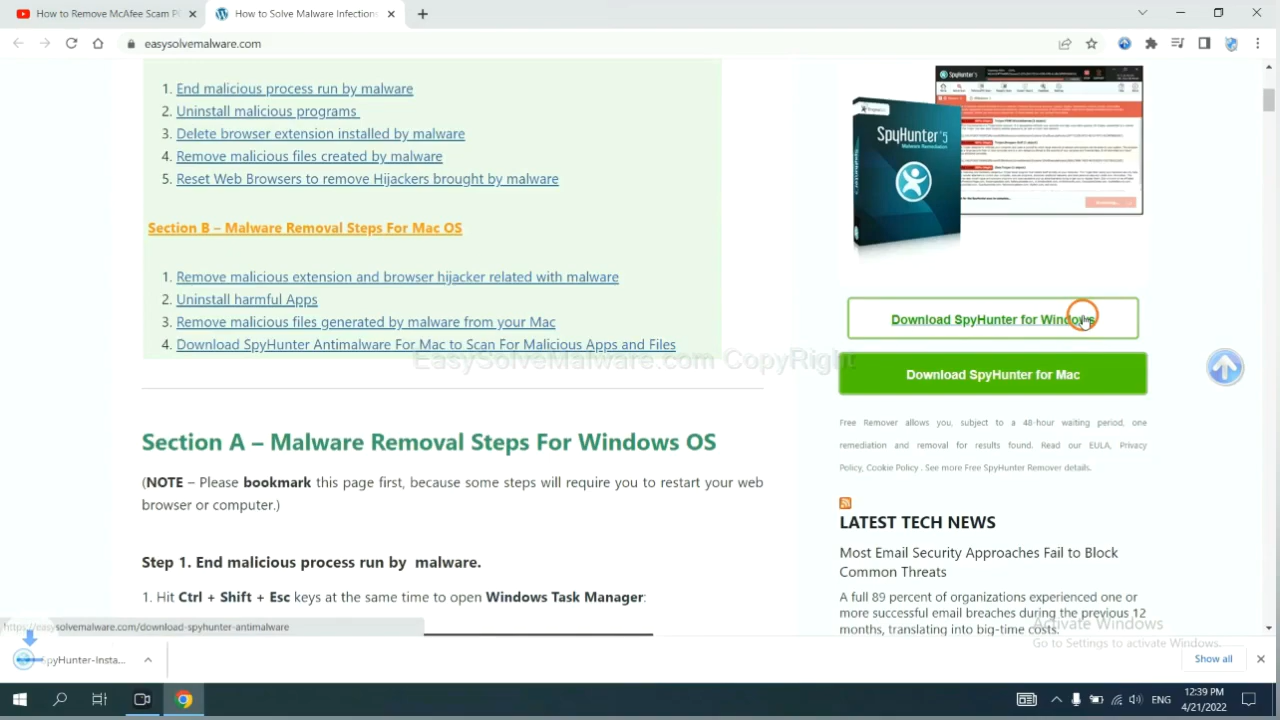 How to Remove McAfee Scam P
How to Solve Malware Infections
easysolvemalware.com
1. End malicious process run by malware
2. Uninstall malicious
3. Delete browser extensions made by malware
4. Remove malicious files created by malware
5. Reset Web Browsers
Section B – Malware Removal Steps For Mac OS
1. Remove malicious extension and browser hijacker related with malware
2. Uninstall harmful Apps
3. Remove malicious files generated by malware from your Mac
4. Download SpyHunter Antimalware For Mac to Scan For Malicious Apps and Files
EasySolveMalware.com CopyRight
Section A – Malware Removal Steps For Windows OS
(NOTE – Please bookmark this page first, because some steps will require you to restart your web
browser or computer.)
Step 1. End malicious process run by malware.
1. Hit Ctrl + Shift + Esc keys at the same time to open Windows Task Manager:
SpyHunter 5
SpyHunter 5
Malware Remediation
Download SpyHunter for Windows
Download SpyHunter for Mac
Free Remover allows you, subject to a 48-hour waiting period, one
remediation and removal for results found. Read our EULA, Privacy
Policy, Cookie Policy . See more Free SpyHunter Remover details.
LATEST TECH NEWS
Most Email Security Approaches Fail to Block
Common Threats
A full 89 percent of organizations experienced one or
more successful email breaches during the previous 12
months, translating into big-time costs.
Activate Windows
Go to Settings to activate Windows.
https://easysolvemalware.com/download-spyhunter-antimalware
SpyHunter-Insta...
Show all
ENG
12:39 PM
4/21/2022